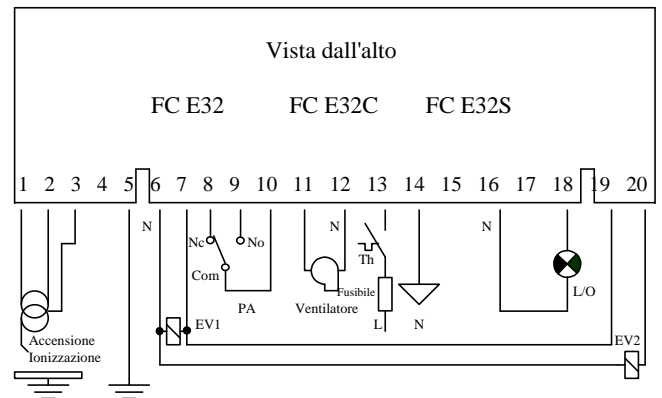 Vista dall'alto
FC E32 FC E32C FC E32S
1 2 3 4 5 6 7 8 9 10 11 12 13 14 15 16 17 18 19 20
N N N
Nc No
Com
Th
PA
Ventilatore
Fusibile
L
N
L/O
EV1
EV2
Accensione
Ionizzazione